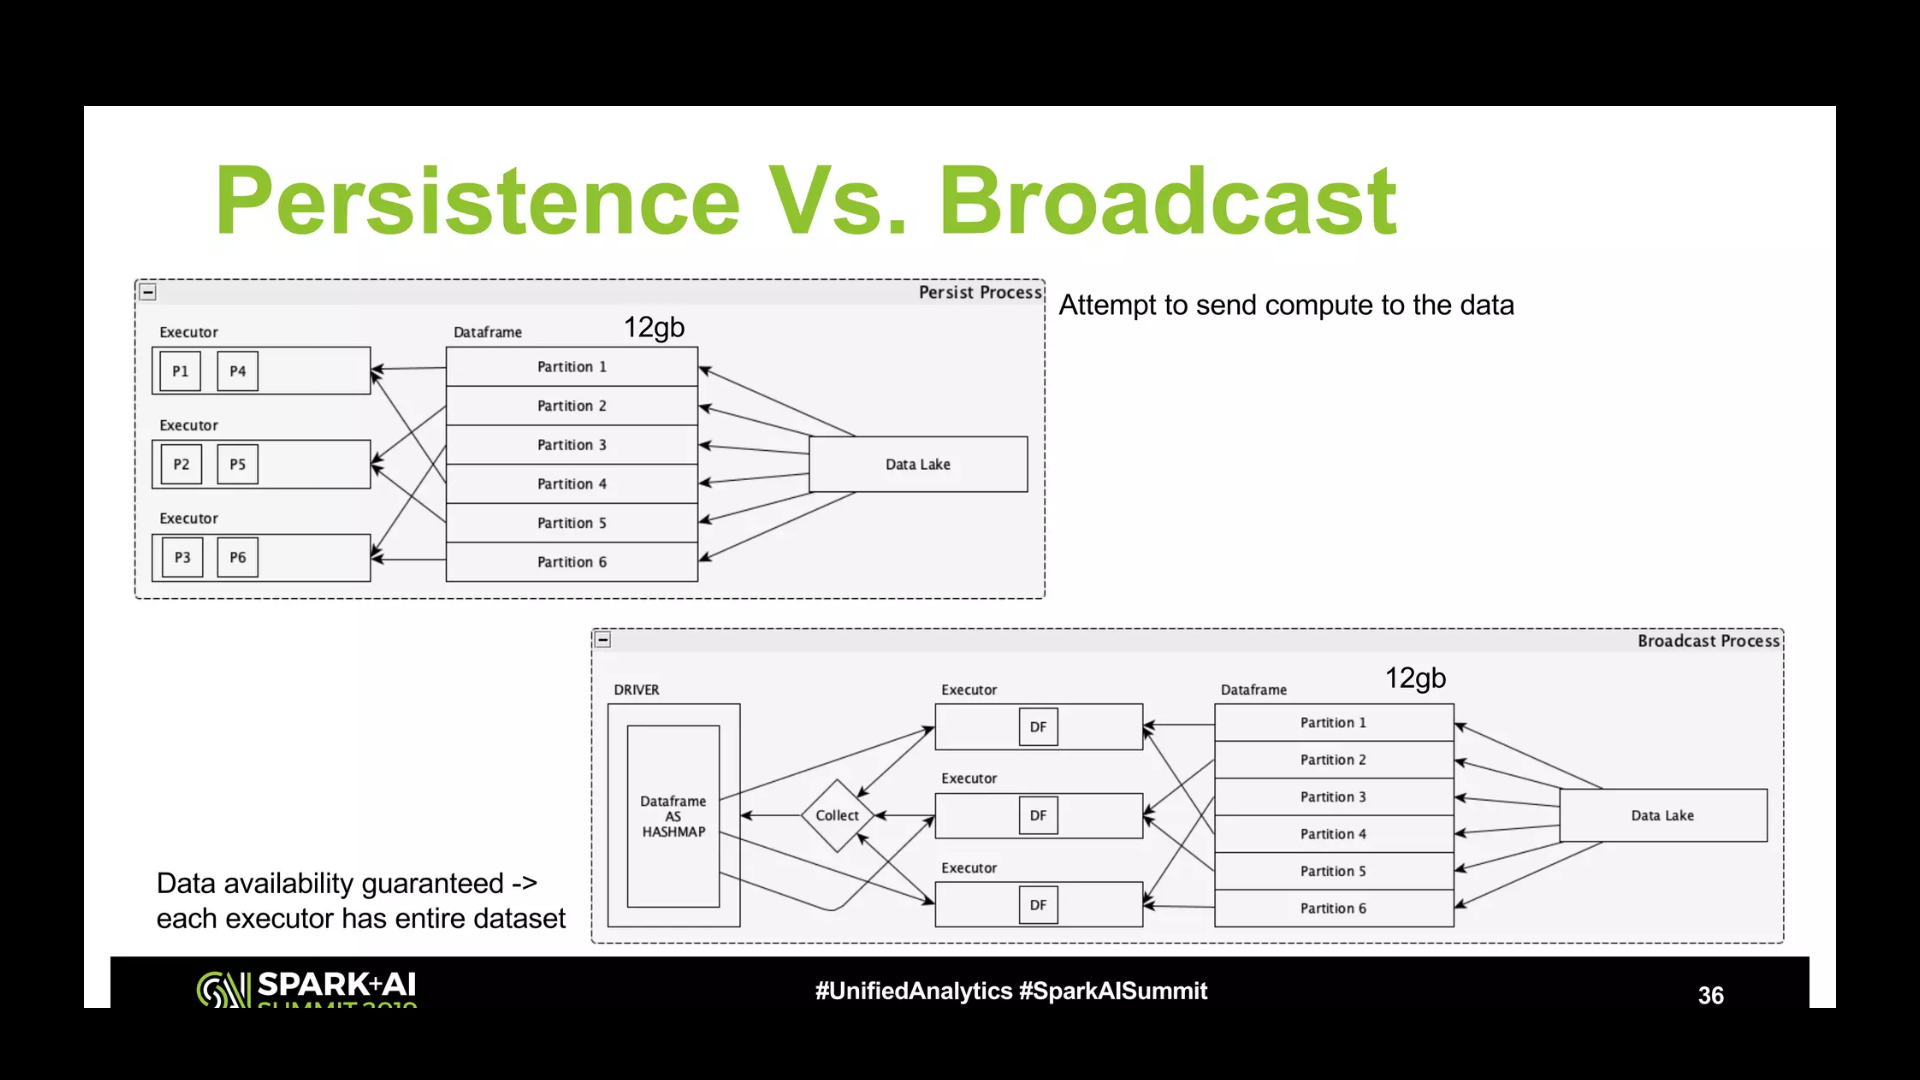 Persistence Vs. Broadcast
Persist Process
Attempt to send compute to the data
Executor
P1 P4
Executor
P2 P5
Executor
P3 P6
Dataframe
12gb
Partition 1
Partition 2
Partition 3
Partition 4
Partition 5
Partition 6
Data Lake
Broadcast Process
DRIVER
Dataframe
AS
HASHMAP
Collect
Executor
DF
Executor
DF
Executor
DF
Dataframe
12gb
Partition 1
Partition 2
Partition 3
Partition 4
Partition 5
Partition 6
Data Lake
Data availability guaranteed ->
each executor has entire dataset
SPARK+AI
SUMMIT 2019
#UnifiedAnalytics #SparkAISummit
36